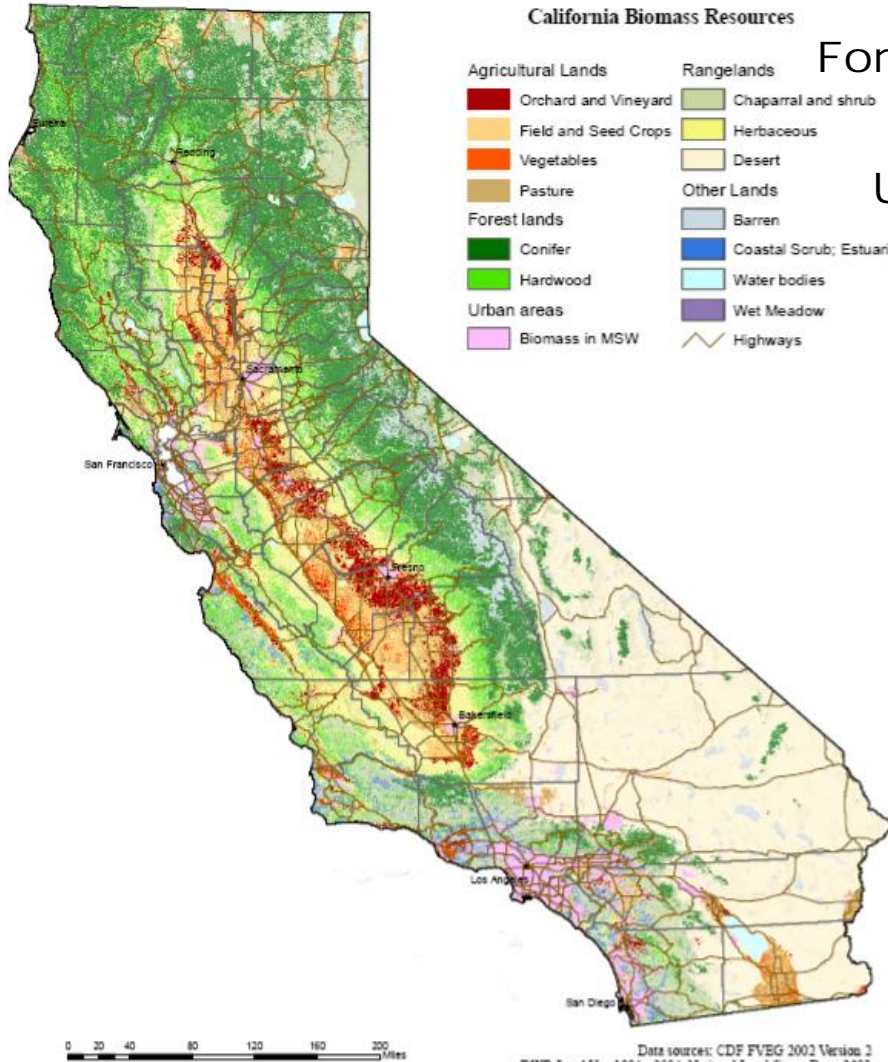 California Biomass Resources
For
Agricultural Lands
Orchard and Vineyard
Field and Seed Crops
Vegetables
Pasture
Forest lands
Conifer
Hardwood
Urban areas
Biomass in MSW
Rangelands
Chaparral and shrub
Herbaceous
Desert
U
Other Lands
Barren
Coastal Scrub; Estuari
Water bodies
Wet Meadow
Highways
Eureka
Redding
Sacramento
San Francisco
Fresno
Bakersfield
Los Angeles
San Diego
0 20 40 80 120 160 200
Miles
Data sources: CDF FVEG 2002 Version 2